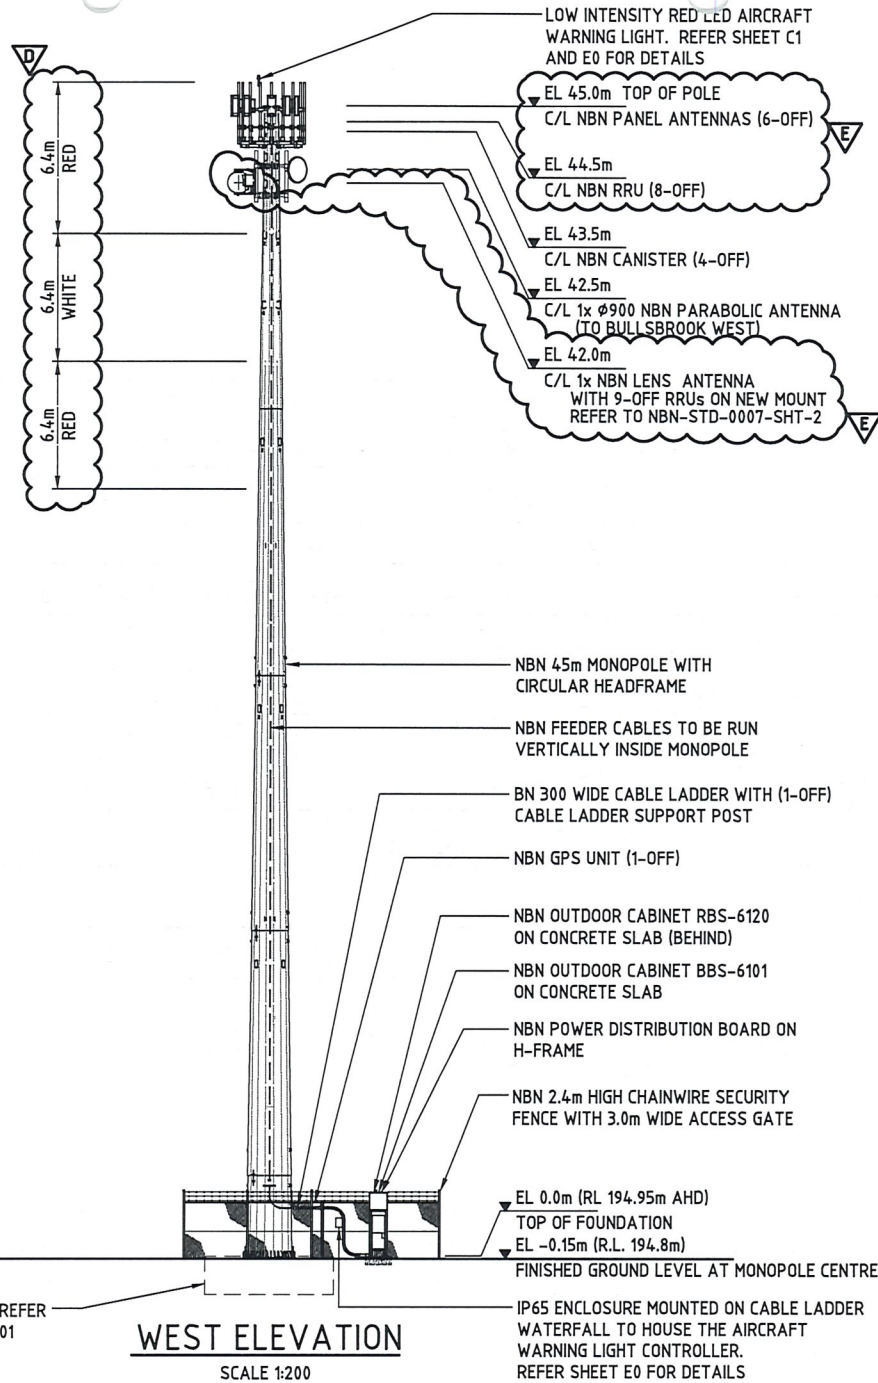 LOW INTENSITY RED LED AIRCRAFT
WARNING LIGHT. REFER SHEET C1
AND E0 FOR DETAILS
D
EL 45.0m TOP OF POLE
C/L NBN PANEL ANTENNAS (6-OFF)
E
EL 44.5m
C/L NBN RRU (8-OFF)
6.4m
RED
EL 43.5m
C/L NBN CANISTER (4-OFF)
EL 42.5m
C/L 1x Ø900 NBN PARABOLIC ANTENNA
(TO BULLSBROOK WEST)
6.4m
WHITE
EL 42.0m
C/L 1x NBN LENS ANTENNA
WITH 9-OFF RRUs ON NEW MOUNT
REFER TO NBN-STD-0007-SHT-2
E
6.4m
RED
NBN 45m MONOPOLE WITH
CIRCULAR HEADFRAME
NBN FEEDER CABLES TO BE RUN
VERTICALLY INSIDE MONOPOLE
BN 300 WIDE CABLE LADDER WITH (1-OFF)
CABLE LADDER SUPPORT POST
NBN GPS UNIT (1-OFF)
NBN OUTDOOR CABINET RBS-6120
ON CONCRETE SLAB (BEHIND)
NBN OUTDOOR CABINET BBS-6101
ON CONCRETE SLAB
NBN POWER DISTRIBUTION BOARD ON
H-FRAME
NBN 2.4m HIGH CHAINWIRE SECURITY
FENCE WITH 3.0m WIDE ACCESS GATE
EL 0.0m (RL 194.95m AHD)
TOP OF FOUNDATION
EL -0.15m (R.L. 194.8m)
FINISHED GROUND LEVEL AT MONOPOLE CENTRE
REFER
01
IP65 ENCLOSURE MOUNTED ON CABLE LADDER
WATERFALL TO HOUSE THE AIRCRAFT
WARNING LIGHT CONTROLLER.
REFER SHEET E0 FOR DETAILS
WEST ELEVATION
SCALE 1:200